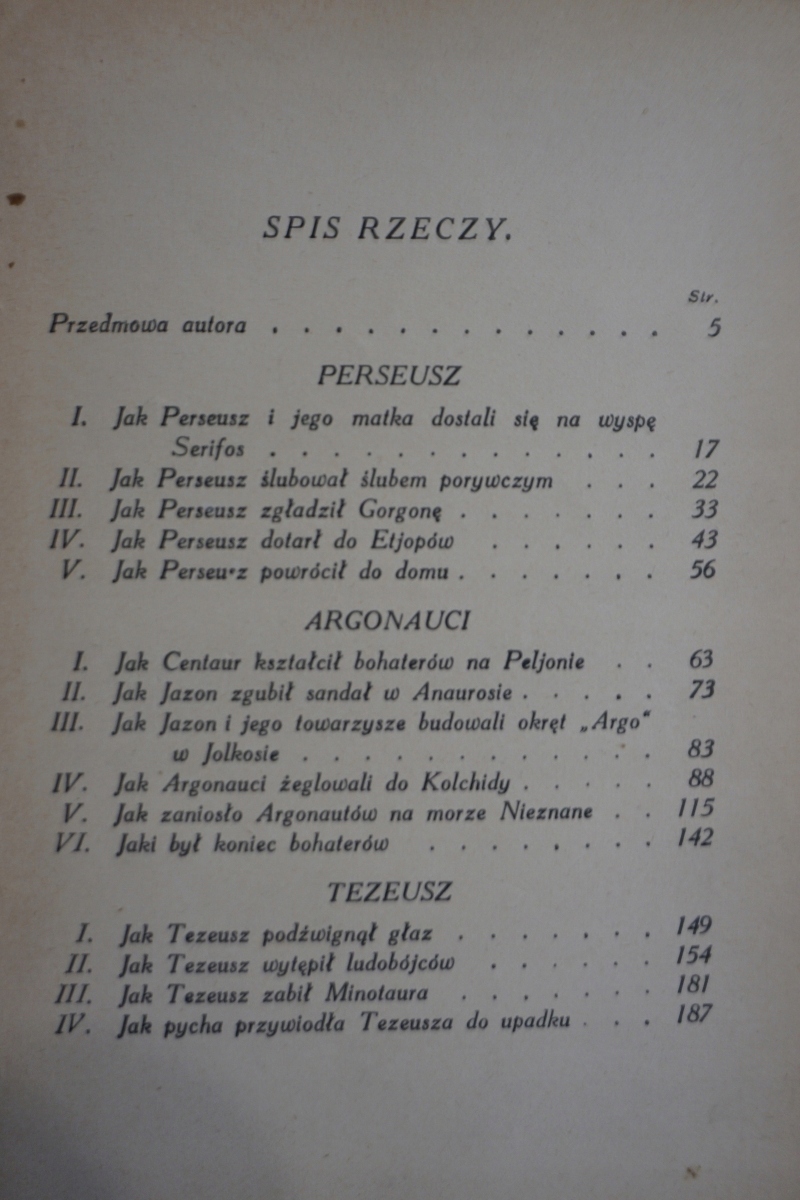 SPIS RZECZY.
Str.
Przedmowa autora . . . . . . . . . . . . . 5
PERSEUSZ
I. Jak Perseusz i jego matka dostali się na wyspę
Serifos . . . . . . . . . . . . . 17
II. Jak Perseusz ślubował ślubem porywczym . . . 22
III. Jak Perseusz zgładził Gorgonę . . . . . . . 33
IV. Jak Perseusz dotarł do Etjopów . . . . . . 43
V. Jak Perseusz powrócił do domu . . . . . . . 56
ARGONAUCI
I. Jak Centaur kształcił bohaterów na Peljonie . . 63
II. Jak Jazon zgubił sandał w Anaurosie . . . . . 73
III. Jak Jazon i jego towarzysze budowali okręt „Argo“
w Jolkosie . . . . . . . . . . . . 83
IV. Jak Argonauci żeglowali do Kolchidy . . . . . 88
V. Jak zaniosło Argonautów na morze Nieznane . . 115
VI. Jaki był koniec bohaterów . . . . . . . . 142
TEZEUSZ
I. Jak Tezeusz podźwignął głaz . . . . . . . 149
II. Jak Tezeusz wytępił ludobójców . . . . . . 154
III. Jak Tezeusz zabił Minotaura . . . . . . . 181
IV. Jak pycha przywiodła Tezeusza do upadku . . . 187